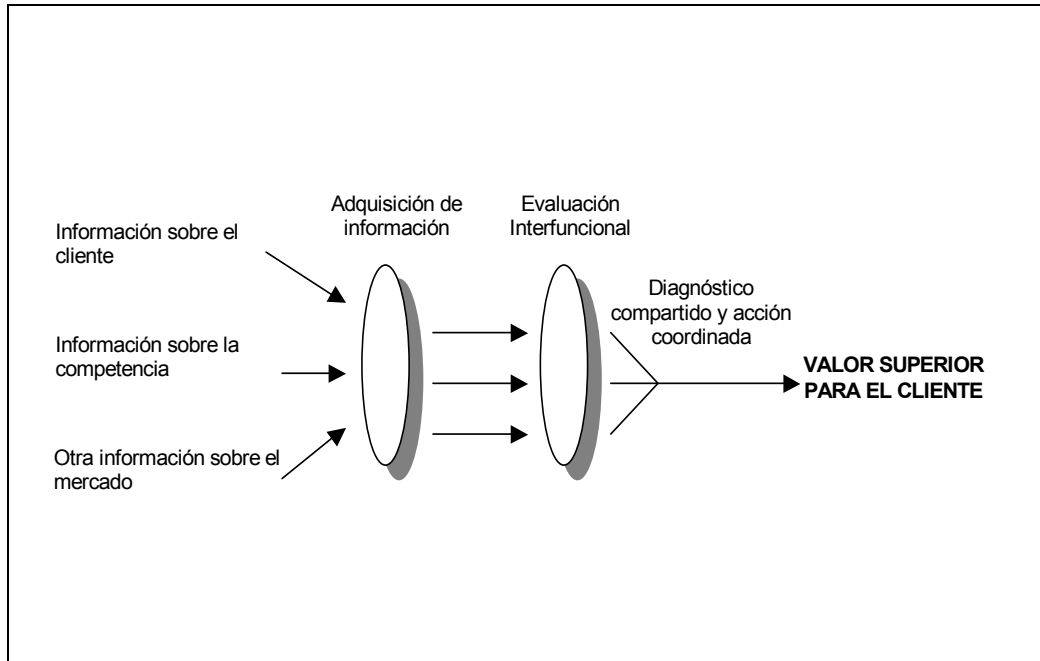 Información sobre el
cliente
Información sobre la
competencia
Otra información sobre el
mercado
Adquisición de
información
Evaluación
Interfuncional
Diagnóstico
compartido y acción
coordinada
VALOR SUPERIOR
PARA EL CLIENTE